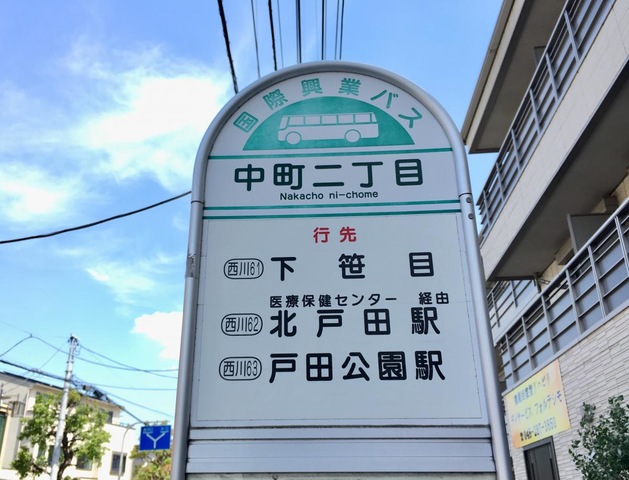 国際興業バス
中町二丁目
Nakacho ni-chome
行先
西川61 下笹目
医療保健センター 経由
西川62 北戸田駅
西川63 戸田公園駅